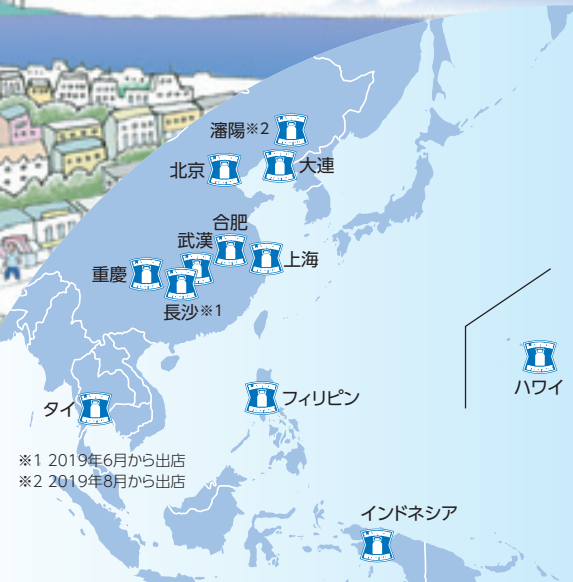 瀋陽※2
北京
大連
合肥
武漢
上海
重慶
長沙※1
ハワイ
タイ
フィリピン
※1 2019年6月から出店
※2 2019年8月から出店
インドネシア